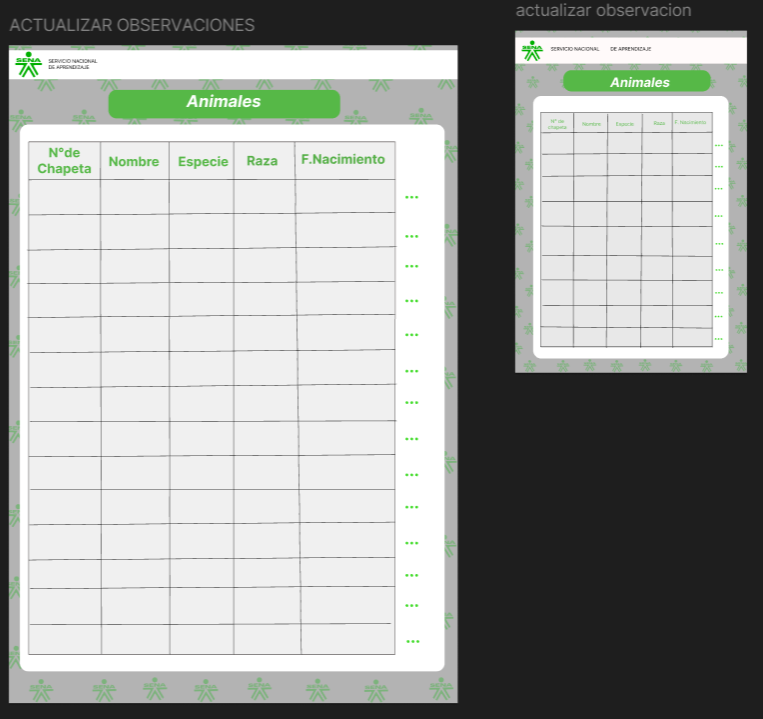 ACTUALIZAR OBSERVACIONES
SENA
SERVICIO NACIONAL
DE APRENDIZAJE
Animales
N°de
Chapeta
Nombre
Especie
Raza
F.Nacimiento
...
...
...
...
...
...
...
...
...
...
...
...
...
...
actualizar observacion
SENA
SERVICIO NACIONAL DE APRENDIZAJE
Animales
N° de
chapeta
Nombre
Especie
Raza
F. Nacimiento
...
...
...
...
...
...
...
...
...